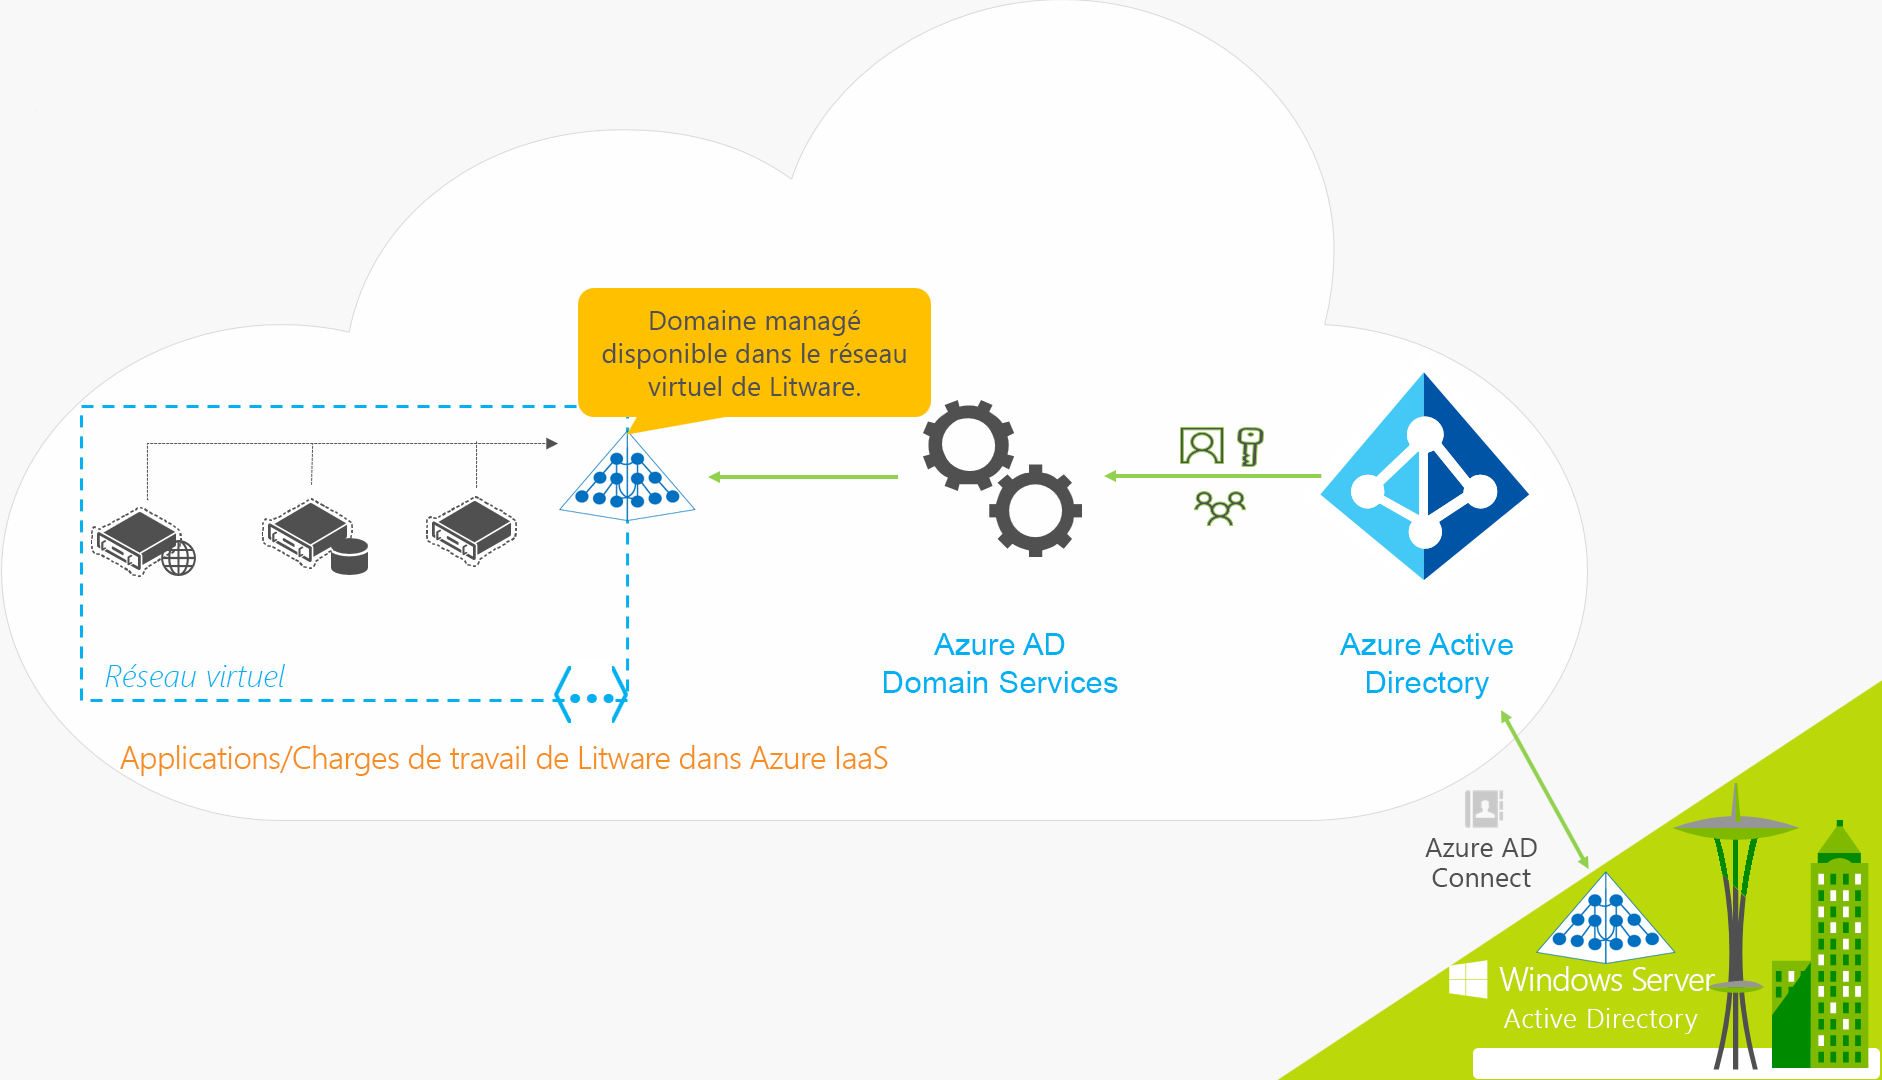 Domaine managé
disponible dans le réseau
virtuel de Litware.
Réseau virtuel
Applications/Charges de travail de Litware dans Azure IaaS
Azure AD
Domain Services
Azure Active
Directory
Azure AD
Connect
Windows Server
Active Directory